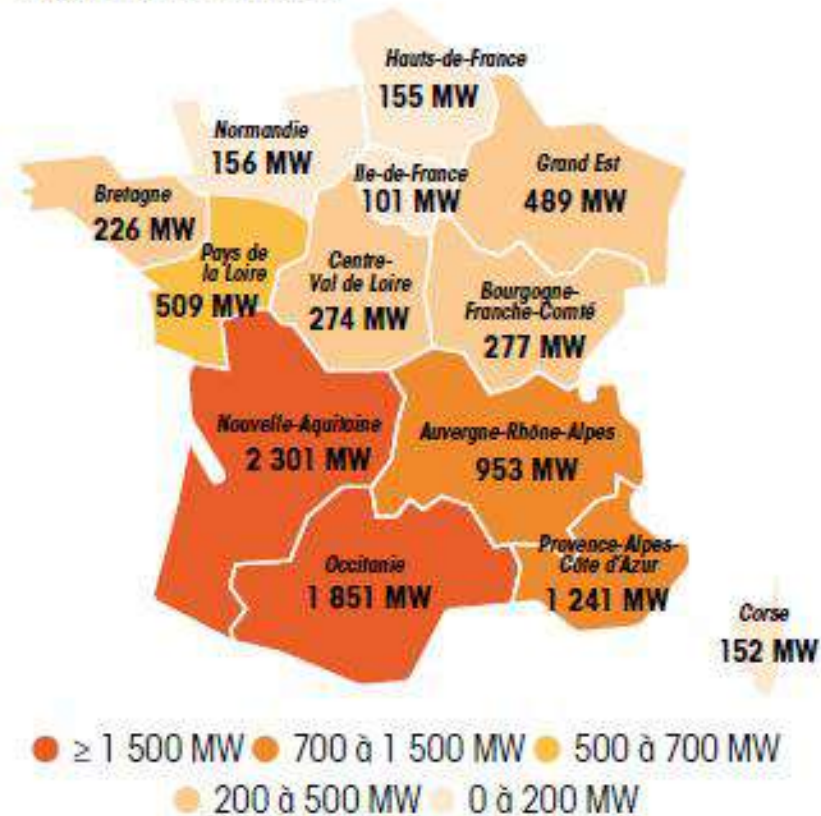 Hauts-de-France
155 MW
Normandie
156 MW
Ile-de-France
101 MW
Grand Est
489 MW
Bretagne
226 MW
Pays de
la Loire
509 MW
Centre-
Val de Loire
274 MW
Bourgogne-
Franche-Comté
277 MW
Nouvelle-Aquitaine
2 301 MW
Auvergne-Rhône-Alpes
953 MW
Occitanie
1 851 MW
Provence-Alpes-
Côte d'Azur
1 241 MW
Corse
152 MW
≥ 1 500 MW 700 à 1 500 MW 500 à 700 MW
200 à 500 MW 0 à 200 MW